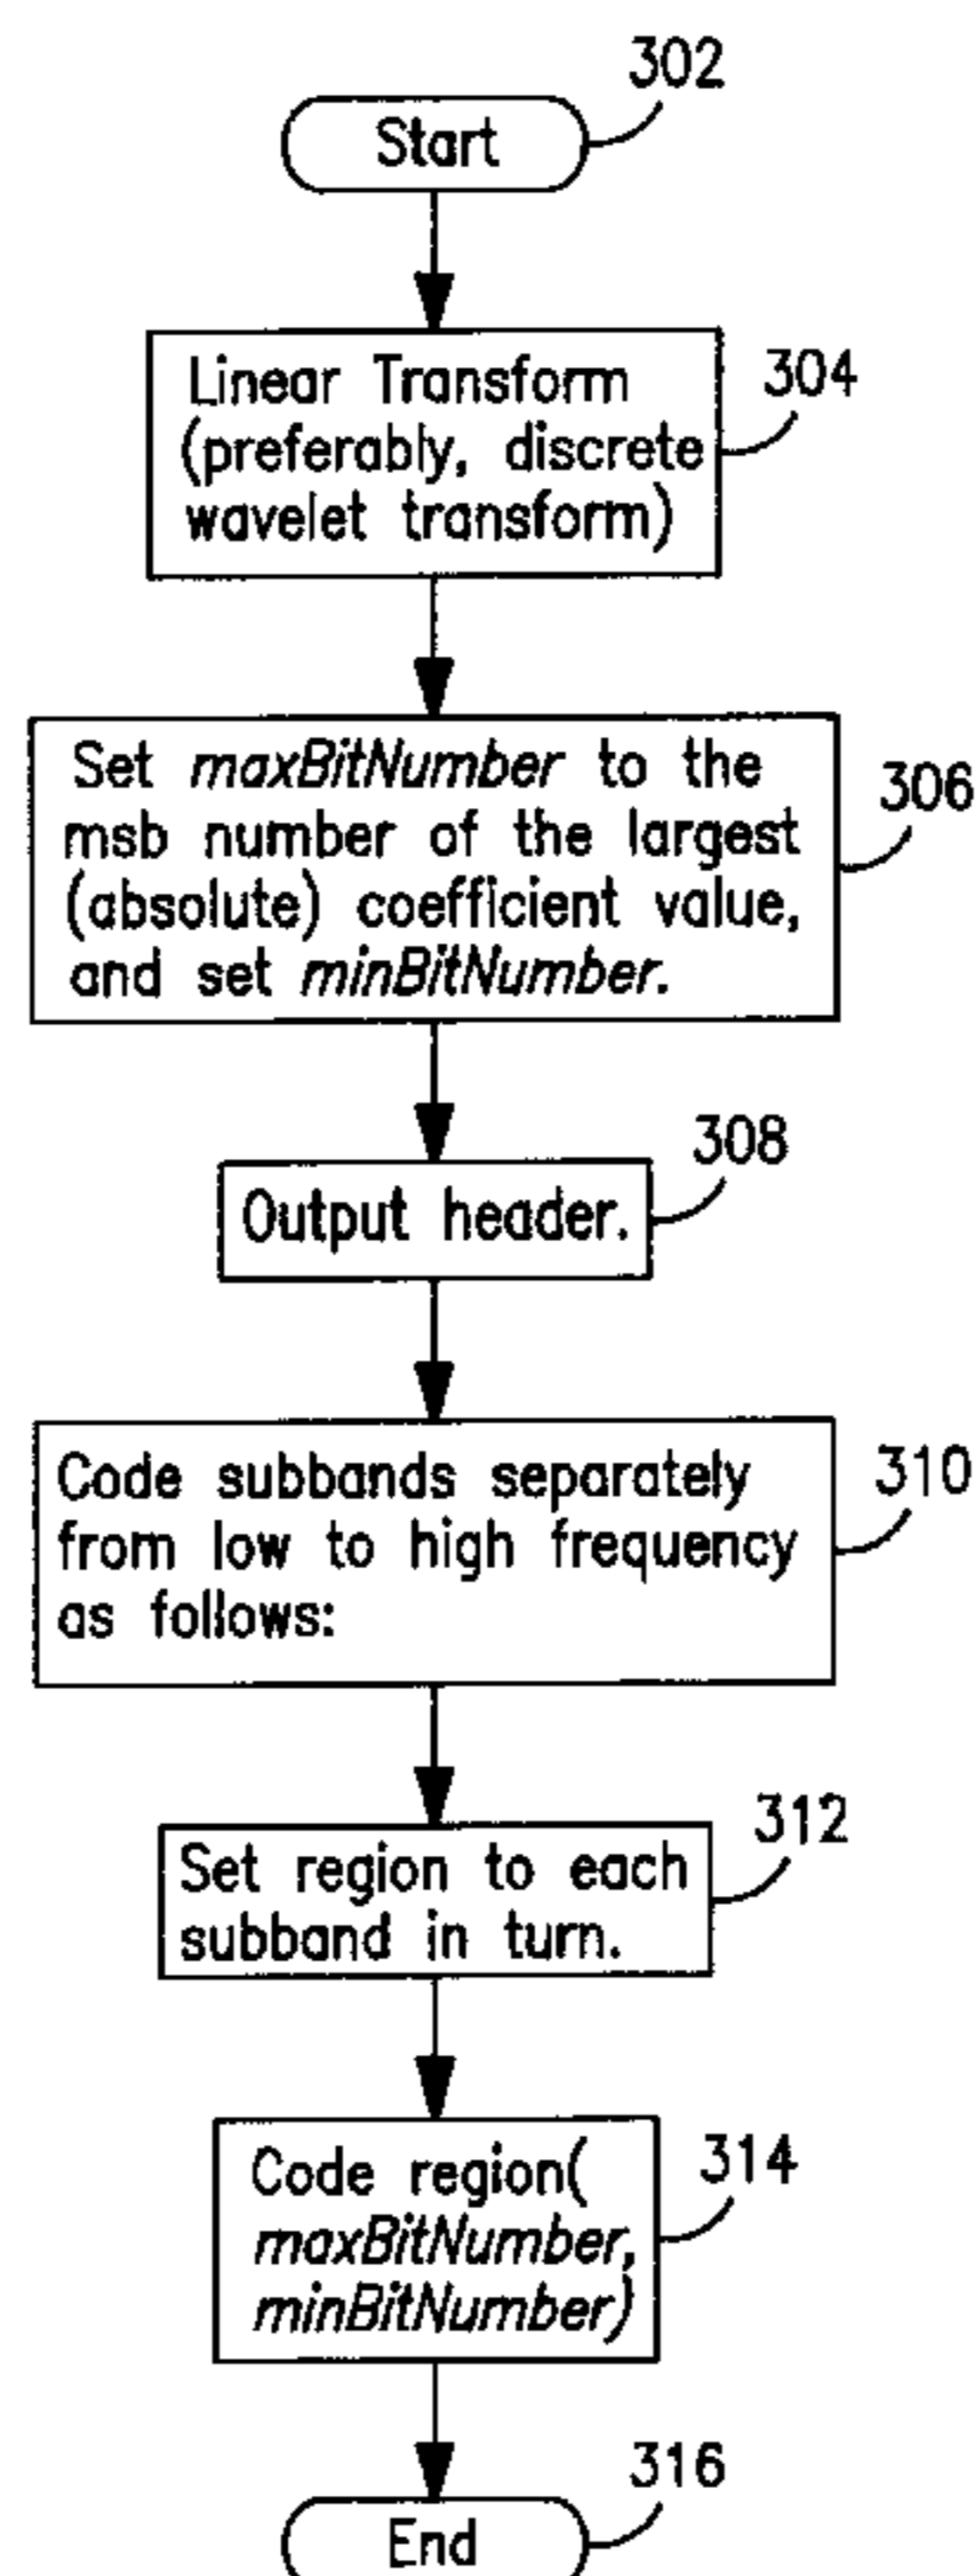 302
Start
304
Linear Transform
(preferably, discrete
wavelet transform)
306
Set maxBitNumber to the
msb number of the largest
(absolute) coefficient value,
and set minBitNumber.
308
Output header.
310
Code subbands separately
from low to high frequency
as follows:
312
Set region to each
subband in turn.
314
Code region(
maxBitNumber,
minBitNumber)
316
End